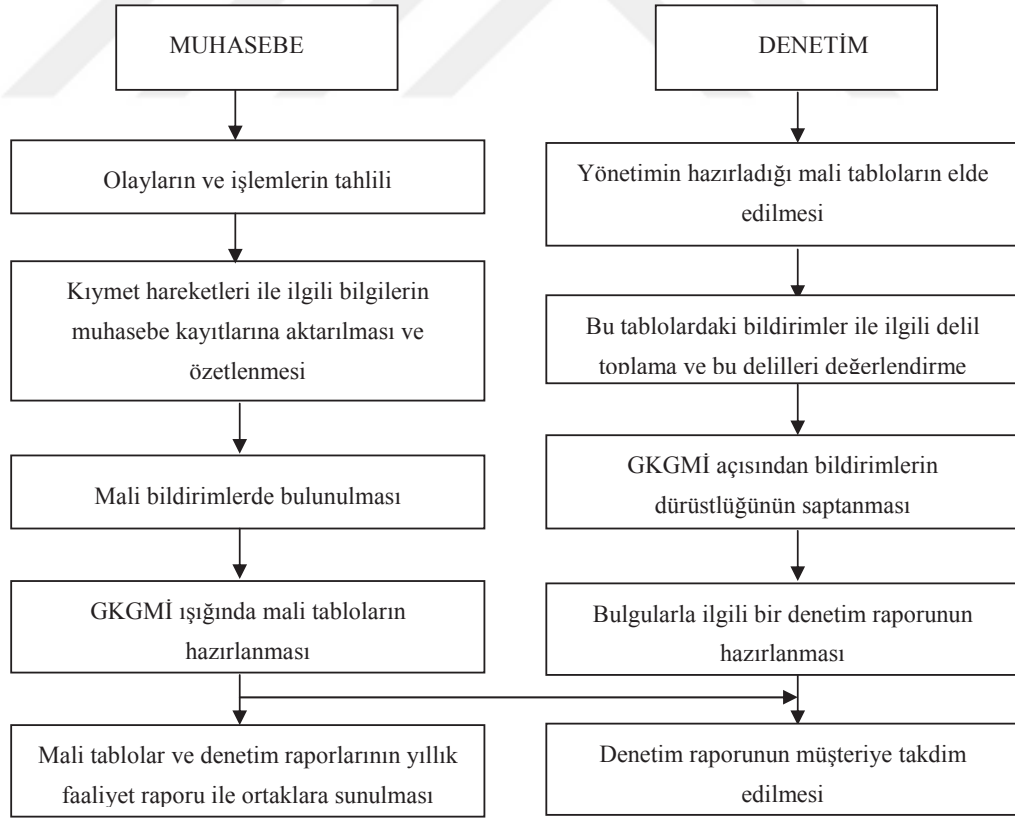 MUHASEBE
Olayların ve işlemlerin tahlili
Kıymet hareketleri ile ilgili bilgilerin
muhasebe kayıtlarına aktarılması ve
özetlenmesi
Mali bildirimlerde bulunulması
GKGMİ ışığında mali tabloların
hazırlanması
Mali tablolar ve denetim raporlarının yıllık
faaliyet raporu ile ortaklara sunulması
DENETİM
Yönetimin hazırladığı mali tabloların elde
edilmesi
Bu tablolardaki bildirimler ile ilgili delil
toplama ve bu delilleri değerlendirme
GKGMİ açısından bildirimlerin
dürüstlüğünün saptanması
Bulgularla ilgili bir denetim raporunun
hazırlanması
Denetim raporunun müşteriye takdim
edilmesi